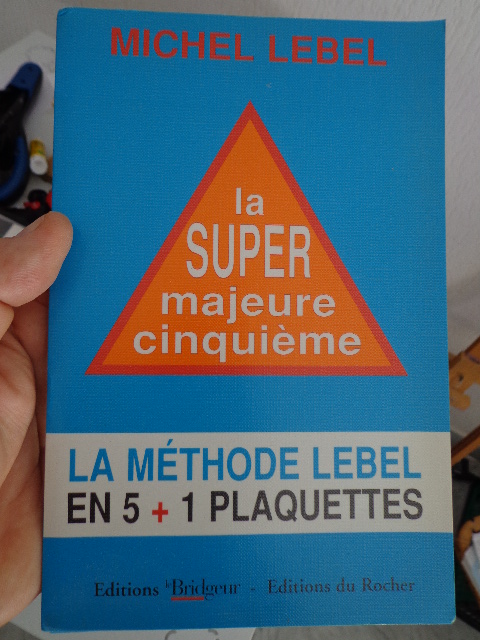 MICHEL LEBEL
la
SUPER
majeure
cinquième
LA MÉTHODE LEBEL
EN 5 + 1 PLAQUETTES
Editions le Bridgeur - Editions du Rocher